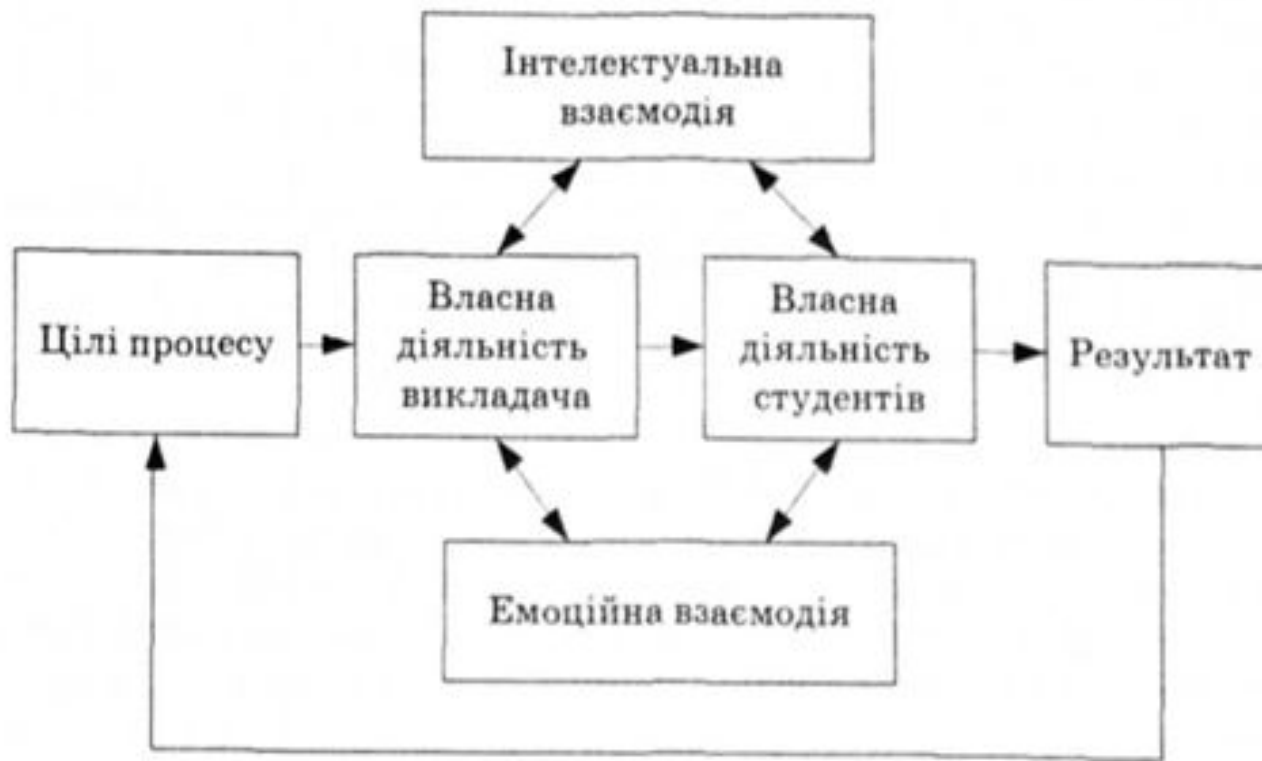 Інтелектуальна
взаємодія
Цілі процесу
Власна
діяльність
викладача
Власна
діяльність
студентів
Результат
Емоційна взаємодія